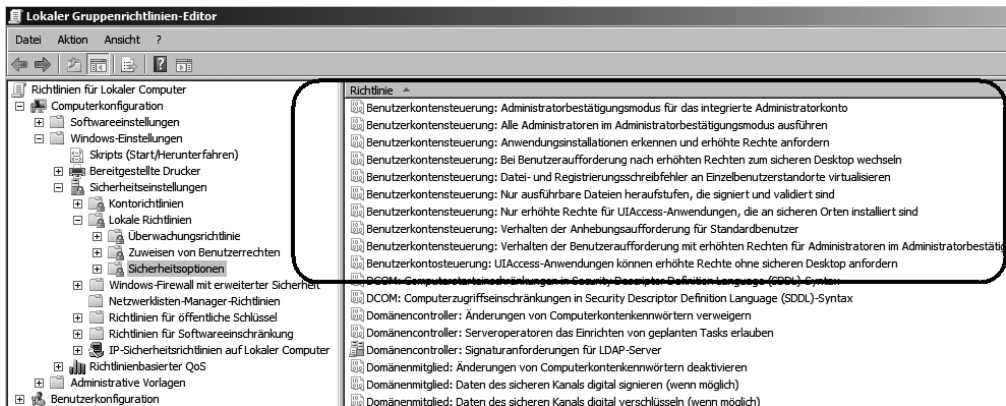 Lokaler Gruppenrichtlinien-Editor
Datei Aktion Ansicht ?
Richtlinien für Lokaler Computer
Computerkonfiguration
Softwareeinstellungen
Windows-Einstellungen
Skripts (Start/Herunterfahren)
Bereitgestellte Drucker
Sicherheitseinstellungen
Kontorichtlinien
Lokale Richtlinien
Überwachungsrichtlinie
Zuweisen von Benutzerrechten
Sicherheitsoptionen
Windows-Firewall mit erweiterter Sicherheit
Netzwerklisten-Manager-Richtlinien
Richtlinien für öffentliche Schlüssel
Richtlinien für Softwareeinschränkung
IP-Sicherheitsrichtlinien auf Lokaler Computer
Richtlinienbasierter QoS
Administrative Vorlagen
Benutzerkonfiguration
Richtlinie
Benutzerkontensteuerung: Administratorbestätigungsmodus für das integrierte Administratorkonto
Benutzerkontensteuerung: Alle Administratoren im Administratorbestätigungsmodus ausführen
Benutzerkontensteuerung: Anwendungsinstallationen erkennen und erhöhte Rechte anfordern
Benutzerkontensteuerung: Bei Benutzeraufforderung nach erhöhten Rechten zum sicheren Desktop wechseln
Benutzerkontensteuerung: Datei- und Registrierungsschreibfehler an Einzelbenutzerstandorte virtualisieren
Benutzerkontensteuerung: Nur ausführbare Dateien heraufstufen, die signiert und validiert sind
Benutzerkontensteuerung: Nur erhöhte Rechte für UIAccess-Anwendungen, die an sicheren Orten installiert sind
Benutzerkontensteuerung: Verhalten der Anhebungsaufforderung für Standardbenutzer
Benutzerkontensteuerung: Verhalten der Benutzeraufforderung mit erhöhten Rechten für Administratoren im Administratorbestätig
Benutzerkontosteuerung: UIAccess-Anwendungen können erhöhte Rechte ohne sicheren Desktop anfordern
DCOM: Computerstarteinschränkungen in Security Descriptor Definition Language (SDDL)-Syntax
DCOM: Computerzugriffseinschränkungen in Security Descriptor Definition Language (SDDL)-Syntax
Domänencontroller: Änderungen von Computerkontenkennwörtern verweigern
Domänencontroller: Serveroperatoren das Einrichten von geplanten Tasks erlauben
Domänencontroller: Signaturanforderungen für LDAP-Server
Domänenmitglied: Änderungen von Computerkontenkennwörtern deaktivieren
Domänenmitglied: Daten des sicheren Kanals digital signieren (wenn möglich)
Domänenmitglied: Daten des sicheren Kanals digital verschlüsseln (wenn möglich)